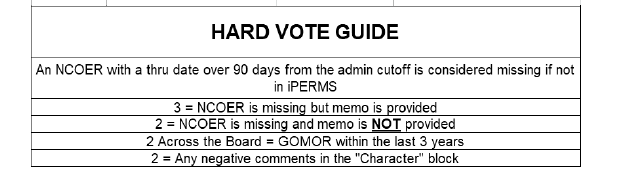 HARD VOTE GUIDE
An NCOER with a thru date over 90 days from the admin cutoff is considered missing if not
in iPERMS
3 = NCOER is missing but memo is provided
2 = NCOER is missing and memo is NOT provided
2 Across the Board = GOMOR within the last 3 years
2 = Any negative comments in the "Character" block